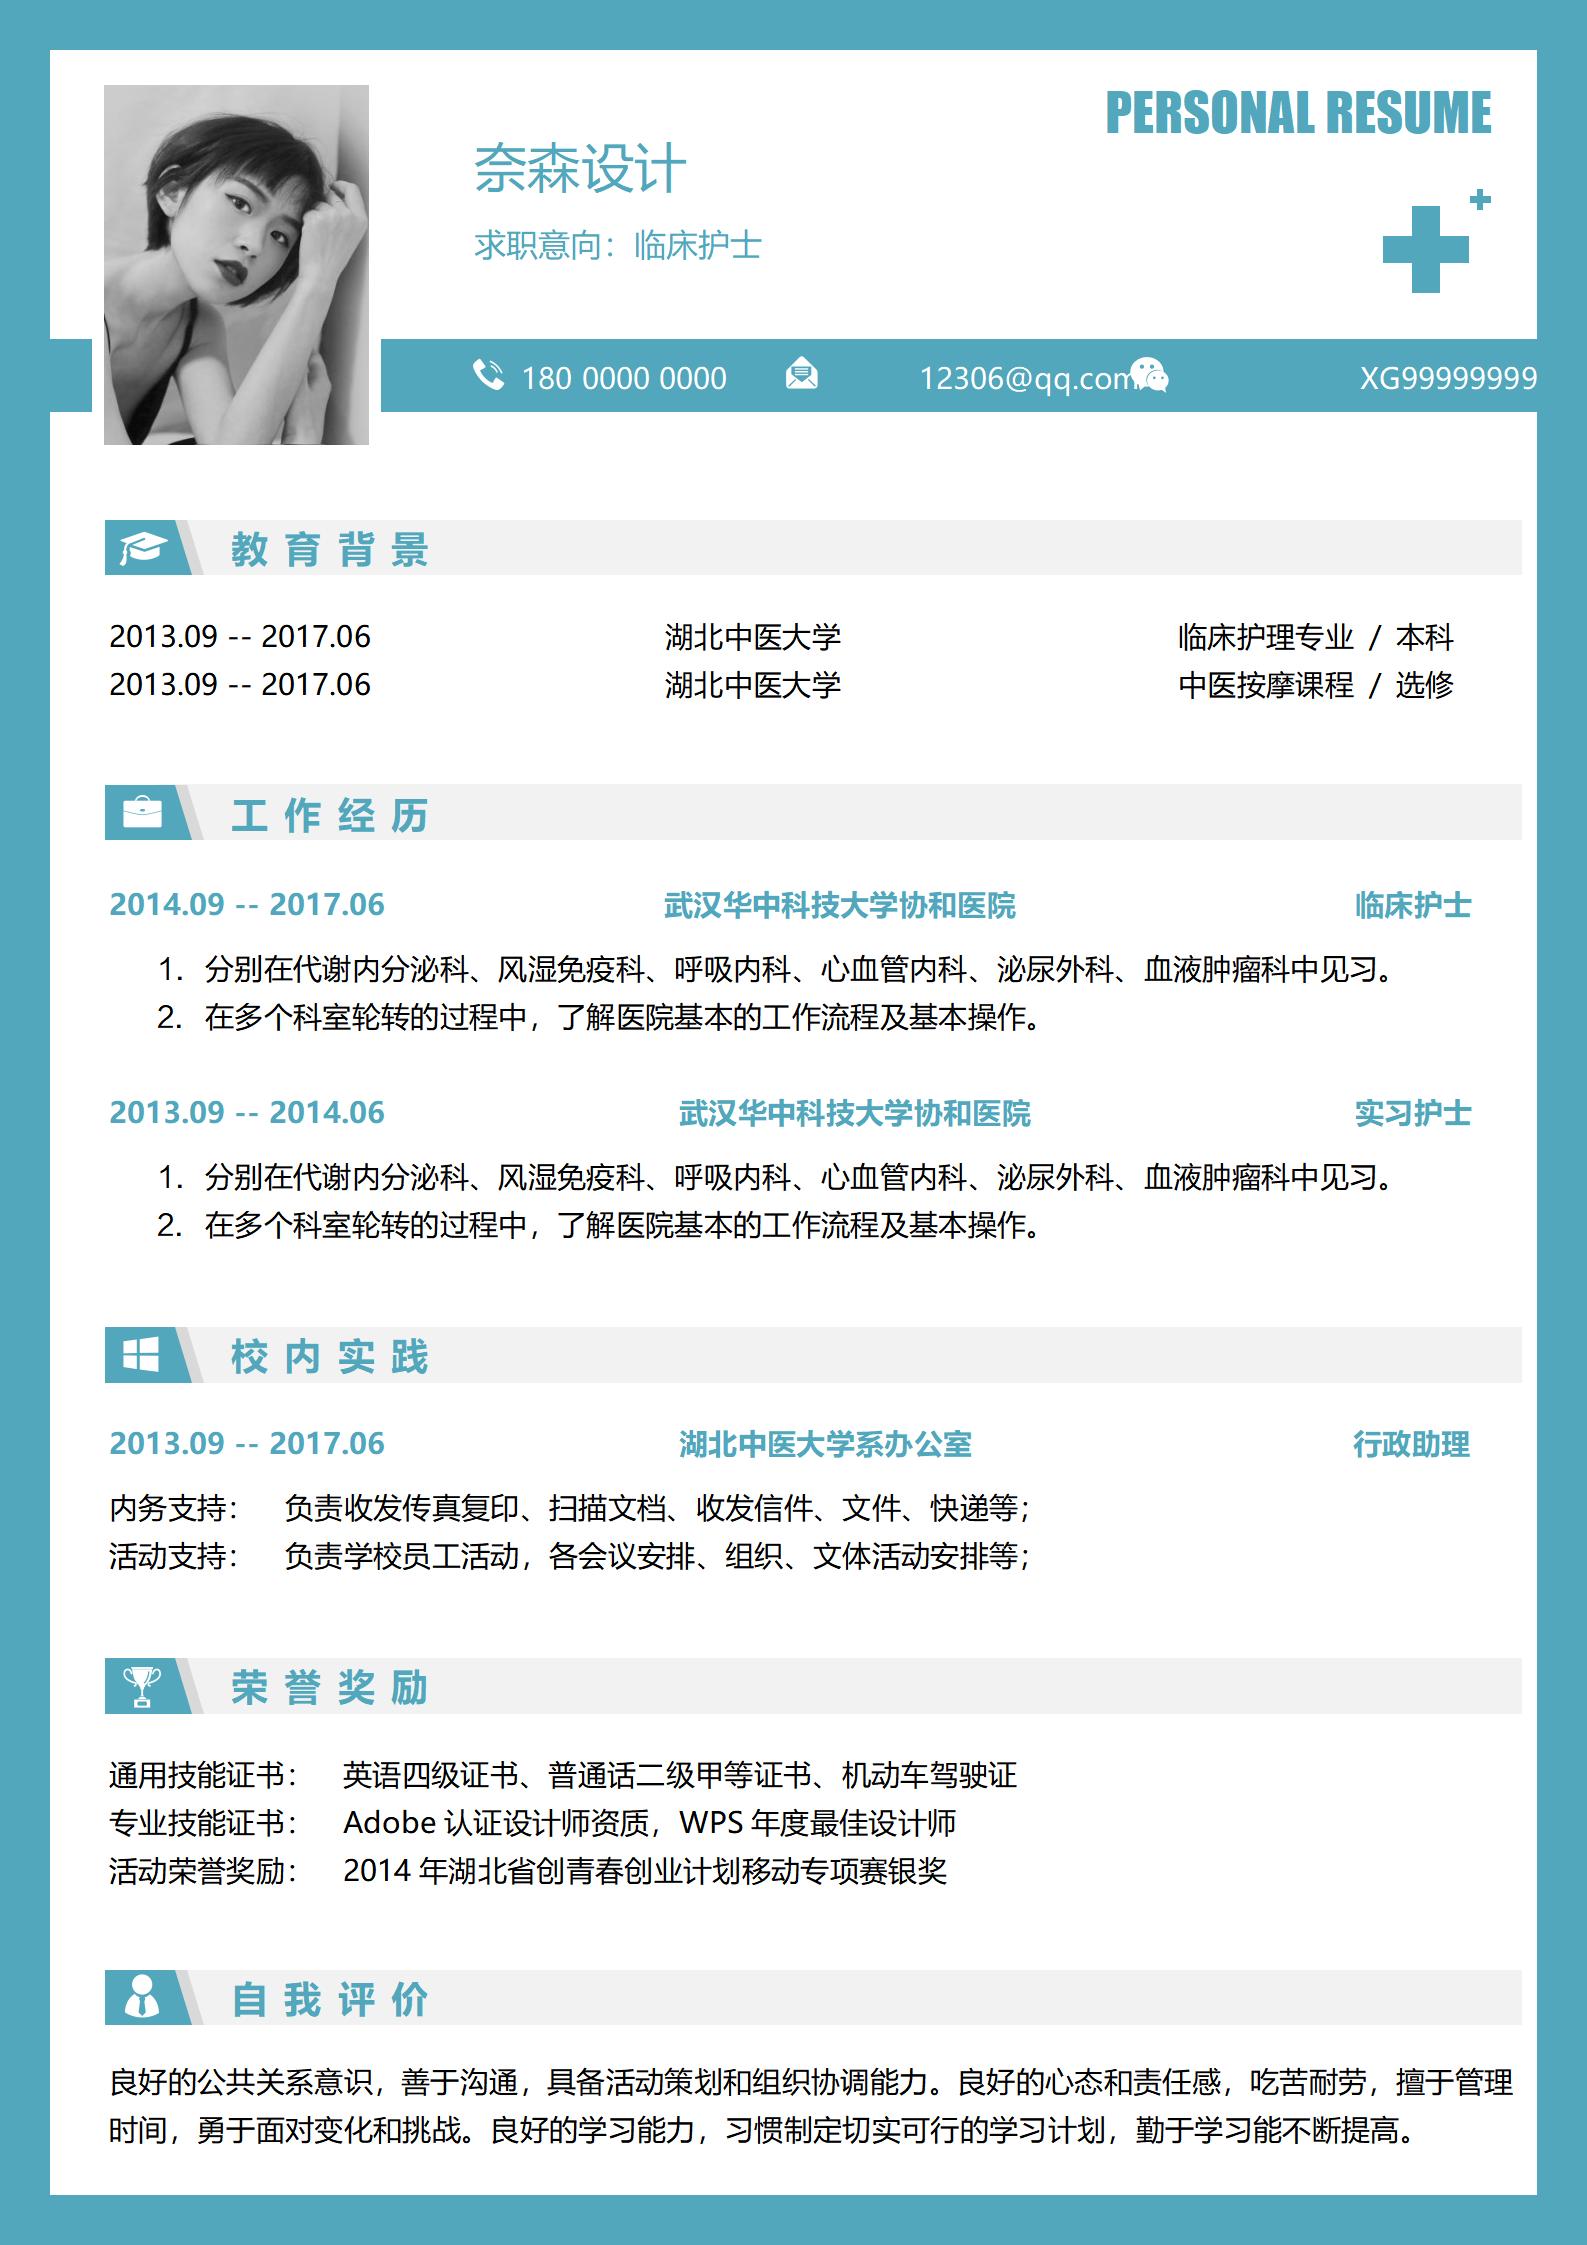 PERSONAL RESUME
奈森设计
求职意向：临床护士
180 0000 0000 12306@qq.com XG99999999
教育背景
2013.09 -- 2017.06 湖北中医大学 临床护理专业 / 本科
2013.09 -- 2017.06 湖北中医大学 中医按摩课程 / 选修
工作经历
2014.09 -- 2017.06 武汉华中科技大学协和医院 临床护士
1. 分别在代谢内分泌科、风湿免疫科、呼吸内科、心血管内科、泌尿外科、血液肿瘤科中见习。
2. 在多个科室轮转的过程中，了解医院基本的工作流程及基本操作。
2013.09 -- 2014.06 武汉华中科技大学协和医院 实习护士
1. 分别在代谢内分泌科、风湿免疫科、呼吸内科、心血管内科、泌尿外科、血液肿瘤科中见习。
2. 在多个科室轮转的过程中，了解医院基本的工作流程及基本操作。
校内实践
2013.09 -- 2017.06 湖北中医大学系办公室 行政助理
内务支持： 负责收发传真复印、扫描文档、收发信件、文件、快递等；
活动支持： 负责学校员工活动，各会议安排、组织、文体活动安排等；
荣誉奖励
通用技能证书： 英语四级证书、普通话二级甲等证书、机动车驾驶证
专业技能证书： Adobe 认证设计师资质，WPS 年度最佳设计师
活动荣誉奖励： 2014 年湖北省创青春创业计划移动专项赛银奖
自我评价
良好的公共关系意识，善于沟通，具备活动策划和组织协调能力。良好的心态和责任感，吃苦耐劳，擅于管理
时间，勇于面对变化和挑战。良好的学习能力，习惯制定切实可行的学习计划，勤于学习能不断提高。